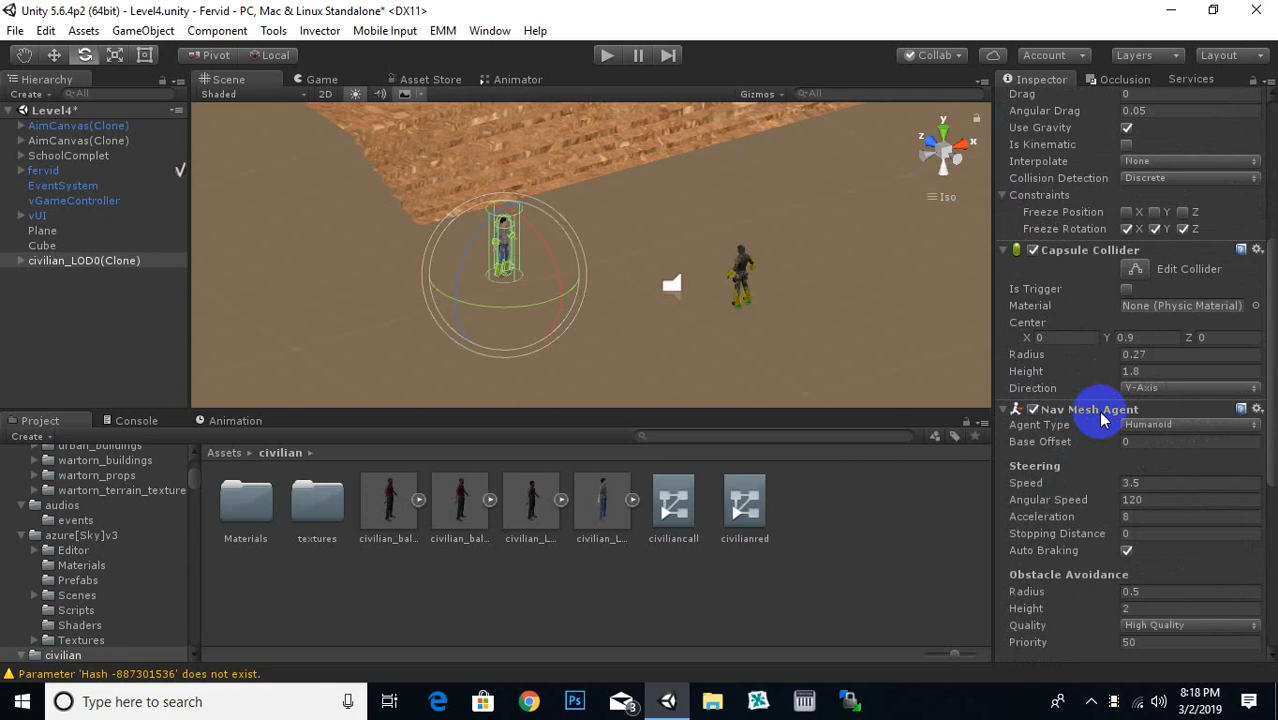 Unity 5.6.4p2 (64bit) - Level4.unity - Fervid - PC, Mac & Linux Standalone* <DX11>
File Edit Assets GameObject Component Tools Invector Mobile Input EMM Window Help
Pivot Local Collab Account Layers Layout
Hierarchy
Create All
Level4*
AimCanvas(Clone)
AimCanvas(Clone)
SchoolComplet
fervid
EventSystem
vGameController
vUI
Plane
Cube
civilian_LOD0(Clone)
Scene Game Asset Store Animator
Shaded 2D Gizmos All
y
z x
Iso
Inspector Occlusion Services
Drag 0
Angular Drag 0.05
Use Gravity
Is Kinematic
Interpolate None
Collision Detection Discrete
Constraints
Freeze Position X Y Z
Freeze Rotation X Y Z
Capsule Collider
Edit Collider
Is Trigger
Material None (Physic Material)
Center
X 0 Y 0.9 Z 0
Radius 0.27
Height 1.8
Direction Y-Axis
Nav Mesh Agent
Agent Type Humanoid
Base Offset 0
Steering
Speed 3.5
Angular Speed 120
Acceleration 8
Stopping Distance 0
Auto Braking
Obstacle Avoidance
Radius 0.5
Height 2
Quality High Quality
Priority 50
Project Console Animation
Create
urban_buildings
wartorn_buildings
wartorn_props
wartorn_terrain_texture
audios
events
azure[Sky]v3
Editor
Materials
Prefabs
Scenes
Scripts
Shaders
Textures
civilian
Assets civilian
Materials textures civilian_bal... civilian_bal... civilian_L... civilian_L... civiliancall civilianred
Parameter 'Hash -887301536' does not exist.
Type here to search
3
8:18 PM
3/2/2019